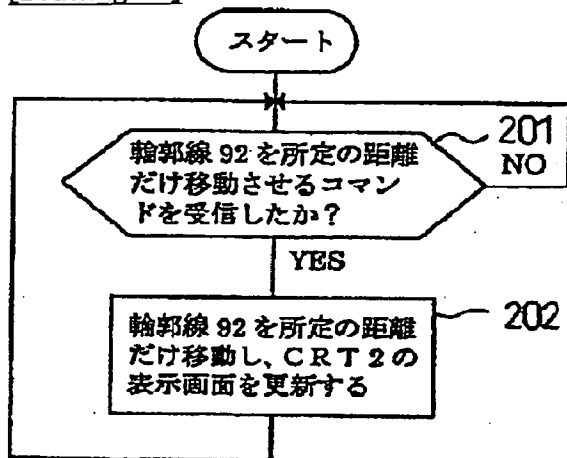 スタート
輪郭線92を所定の距離
だけ移動させるコマン
ドを受信したか?
201
NO
YES
輪郭線92を所定の距離
だけ移動し、CRT2の
表示画面を更新する
202